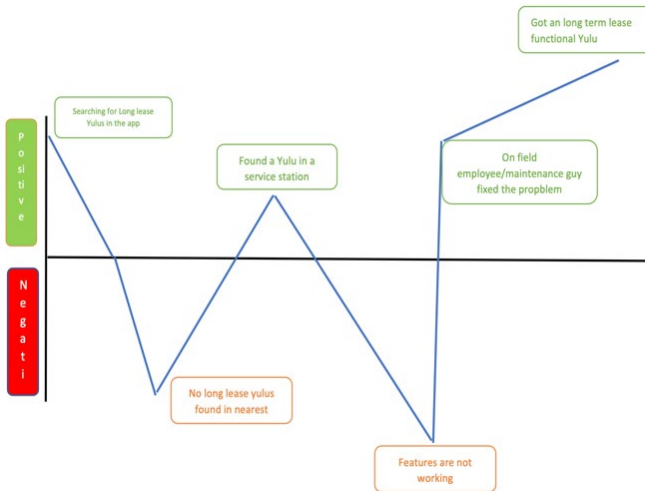 Got an long term lease
functional Yulu
Searching for Long lease
Yulus in the app
Positive
Found a Yulu in a
service station
On field
employee/maintenance guy
fixed the propblem
Negati
No long lease yulus
found in nearest
Features are not
working